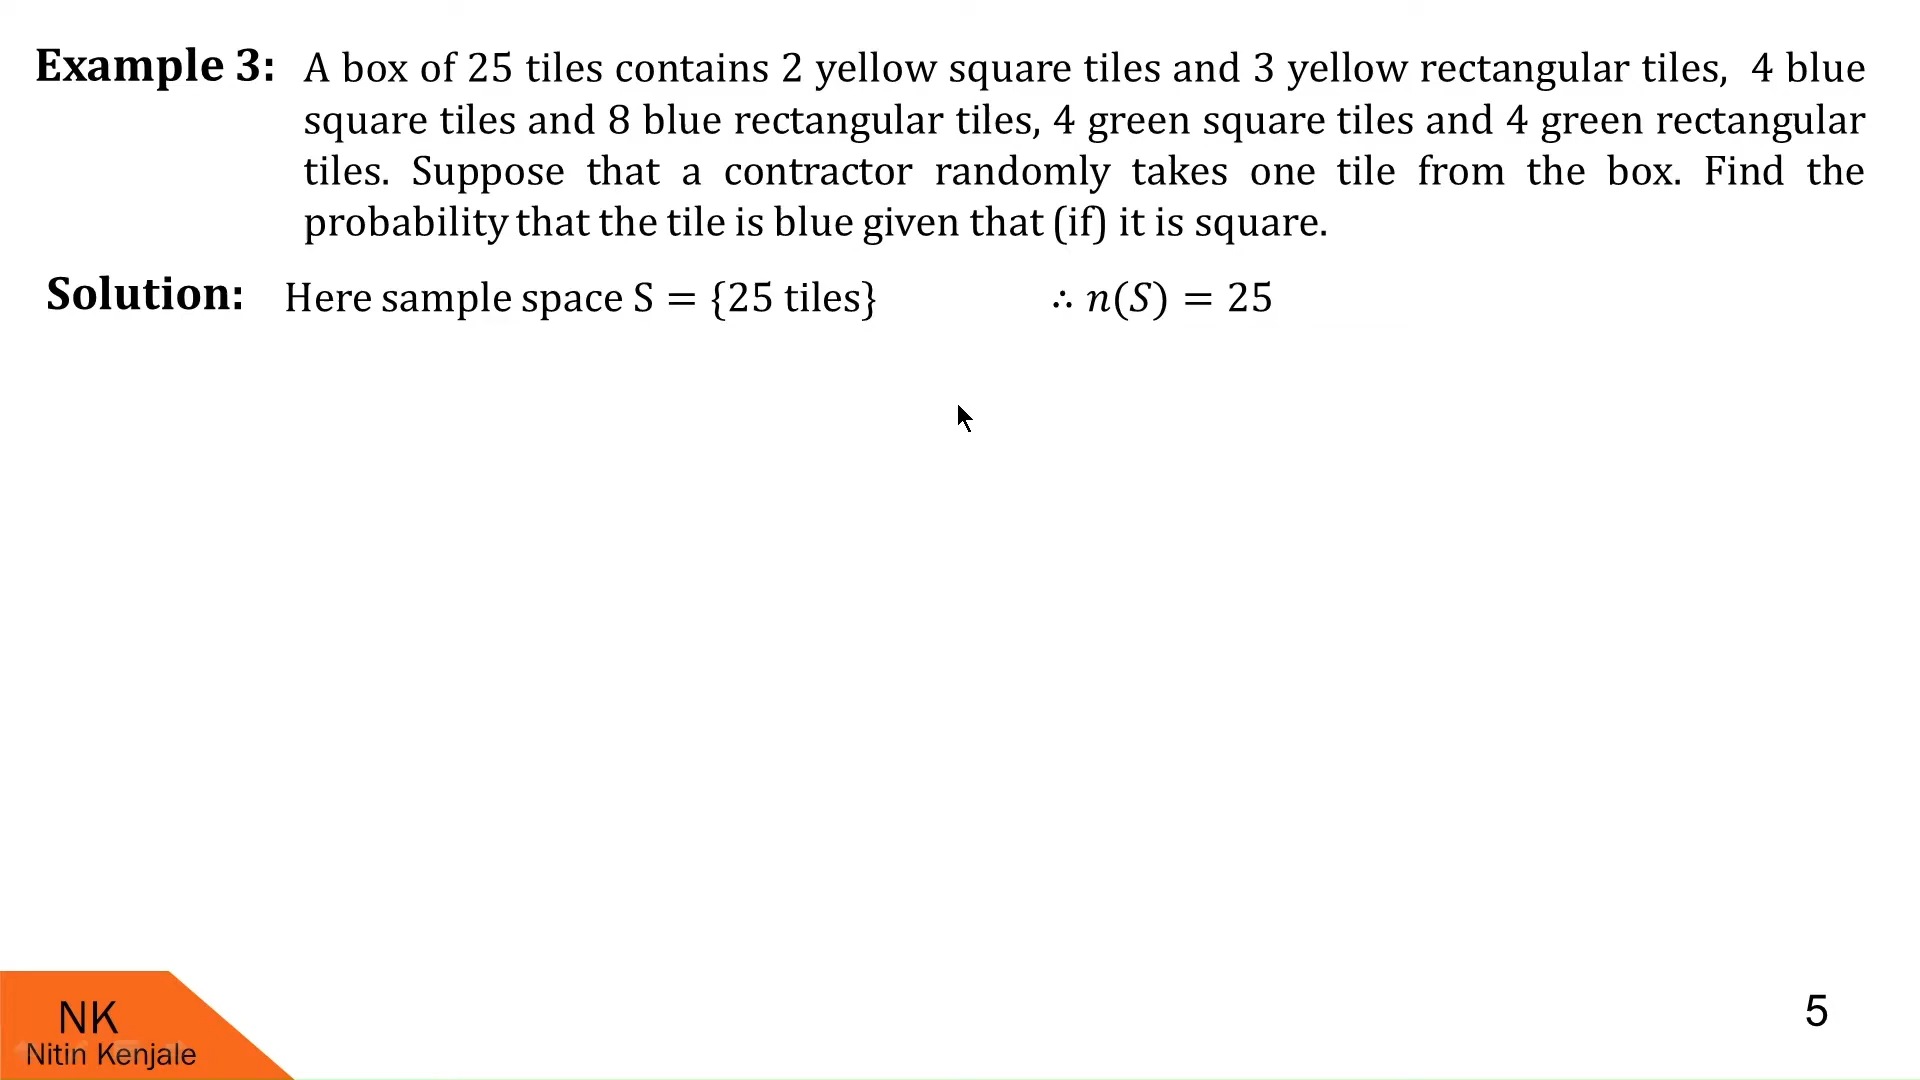 Example 3: A box of 25 tiles contains 2 yellow square tiles and 3 yellow rectangular tiles, 4 blue
square tiles and 8 blue rectangular tiles, 4 green square tiles and 4 green rectangular
tiles. Suppose that a contractor randomly takes one tile from the box. Find the
probability that the tile is blue given that (if) it is square.
Solution: Here sample space S = {25 tiles} ∴ n(S) = 25
NK
Nitin Kenjale
5